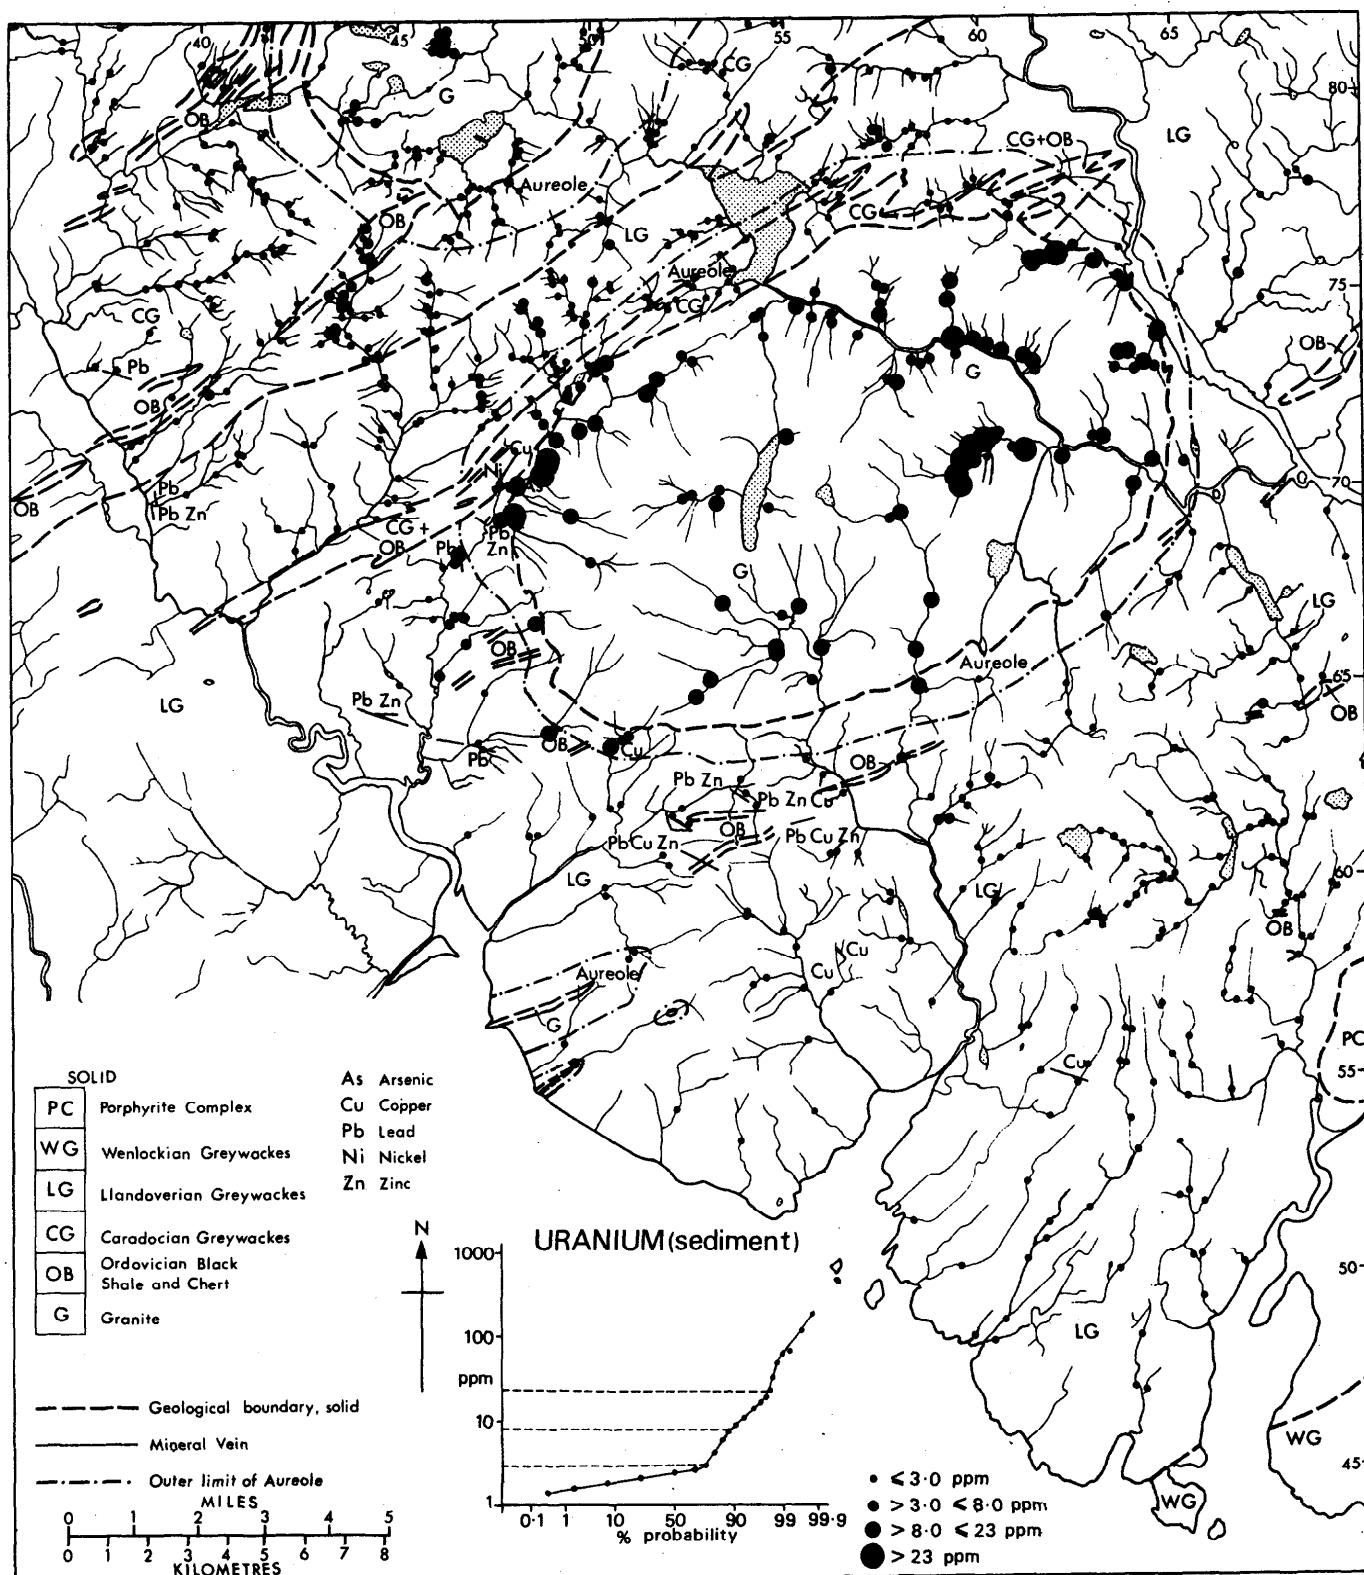 40 45 50 55 60 65
CG
G
80
OB
LG
CG+OB
Aureole
OB
CG
LG
Aureole
75
CG
CG
OB
Pb
G
OB
Cu
Ni
As
Pb
70
OB
Pb Zn
CG +
OB
Pb
Pb
Zn
G
LG
OB
Aureole
65
LG
Pb Zn
OB
OB
Cu
Pb
OB
Pb Zn
Pb Zn Cu
OB
Pb Cu Zn
Pb Cu Zn
60
LG
LG
OB
Cu
Aureole
Cu
G
PC
Cu
55
SOLID
PC Porphyrite Complex
WG Wenlockian Greywackes
LG Llandoverian Greywackes
CG Caradocian Greywackes
OB Ordovician Black
Shale and Chert
G Granite
As Arsenic
Cu Copper
Pb Lead
Ni Nickel
Zn Zinc
N
URANIUM (sediment)
1000
100
ppm
10
1
0·1 1 10 50 90 99 99·9
% probability
50
LG
WG
45
WG
Geological boundary, solid
Mineral Vein
Outer limit of Aureole
MILES
0 1 2 3 4 5
0 1 2 3 4 5 6 7 8
KILOMETRES
⩽ 3·0 ppm
> 3·0 ⩽ 8·0 ppm
> 8·0 ⩽ 23 ppm
> 23 ppm